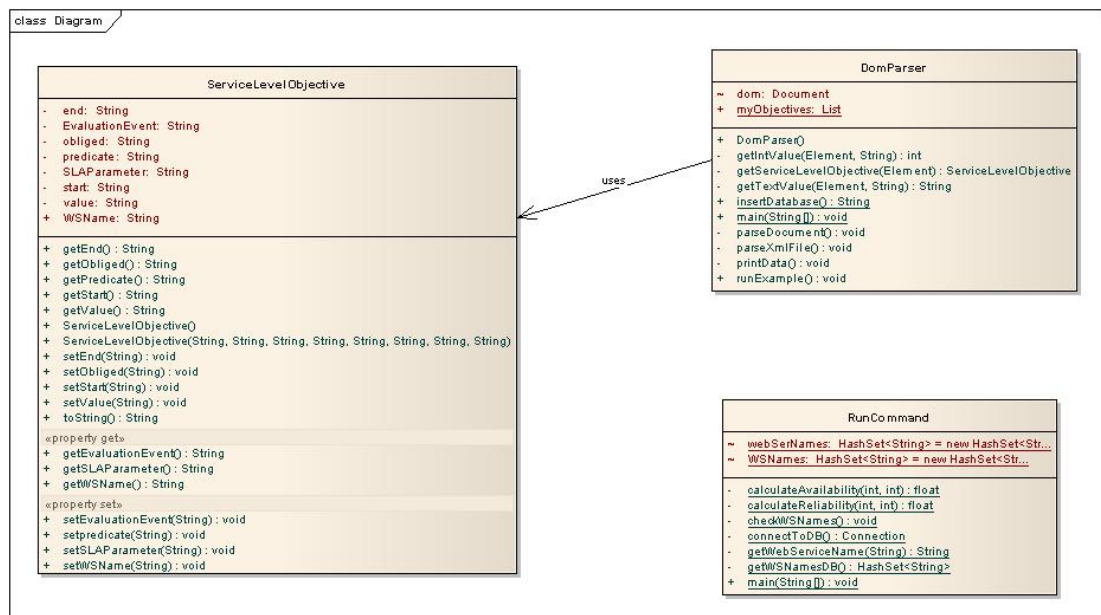 class Diagram
ServiceLevelObjective
- end: String
- EvaluationEvent: String
- obliged: String
- predicate: String
- SLAParameter: String
- start: String
- value: String
+ WSName: String
+ getEnd() : String
+ getObliged() : String
+ getPredicate() : String
+ getStart() : String
+ getValue() : String
+ ServiceLevelObjective()
+ ServiceLevelObjective(String, String, String, String, String, String, String, String)
+ setEnd(String) : void
+ setObliged(String) : void
+ setStart(String) : void
+ setValue(String) : void
+ toString() : String
«property get»
+ getEvaluationEvent() : String
+ getSLAParameter() : String
+ getWSName() : String
«property set»
+ setEvaluationEvent(String) : void
+ setpredicate(String) : void
+ setSLAParameter(String) : void
+ setWSName(String) : void
uses
DomParser
~ dom: Document
+ myObjectives: List
+ DomParser()
- getIntValue(Element, String) : int
- getServiceLevelObjective(Element) : ServiceLevelObjective
- getTextValue(Element, String) : String
+ insertDatabase() : String
+ main(String[]) : void
- parseDocument() : void
- parseXmlFile() : void
- printData() : void
+ runExample() : void
RunCommand
~ webSerNames: HashSet<String> = new HashSet<Str...
~ WSNames: HashSet<String> = new HashSet<Str...
- calculateAvailability(int, int) : float
- calculateReliability(int, int) : float
- checkWSNames() : void
- connectToDB() : Connection
- getWebServiceName(String) : String
- getWSNamesDB() : HashSet<String>
+ main(String[]) : void